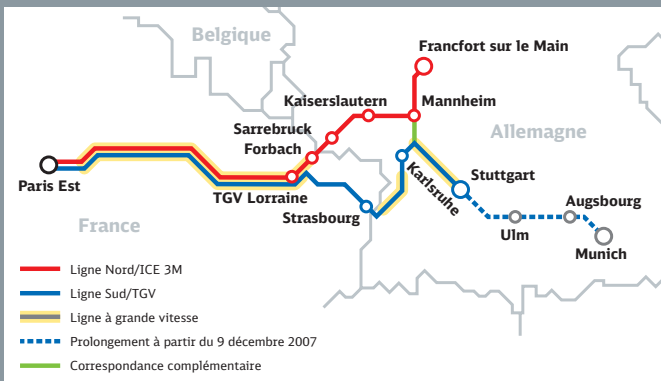 Belgique
Francfort sur le Main
Kaiserslautern
Mannheim
Sarrebruck
Forbach
Allemagne
Paris Est
TGV Lorraine
Karlsruhe
Stuttgart
Strasbourg
Augsbourg
France
Ulm
Munich
Ligne Nord/ICE 3M
Ligne Sud/TGV
Ligne à grande vitesse
Prolongement à partir du 9 décembre 2007
Correspondance complémentaire